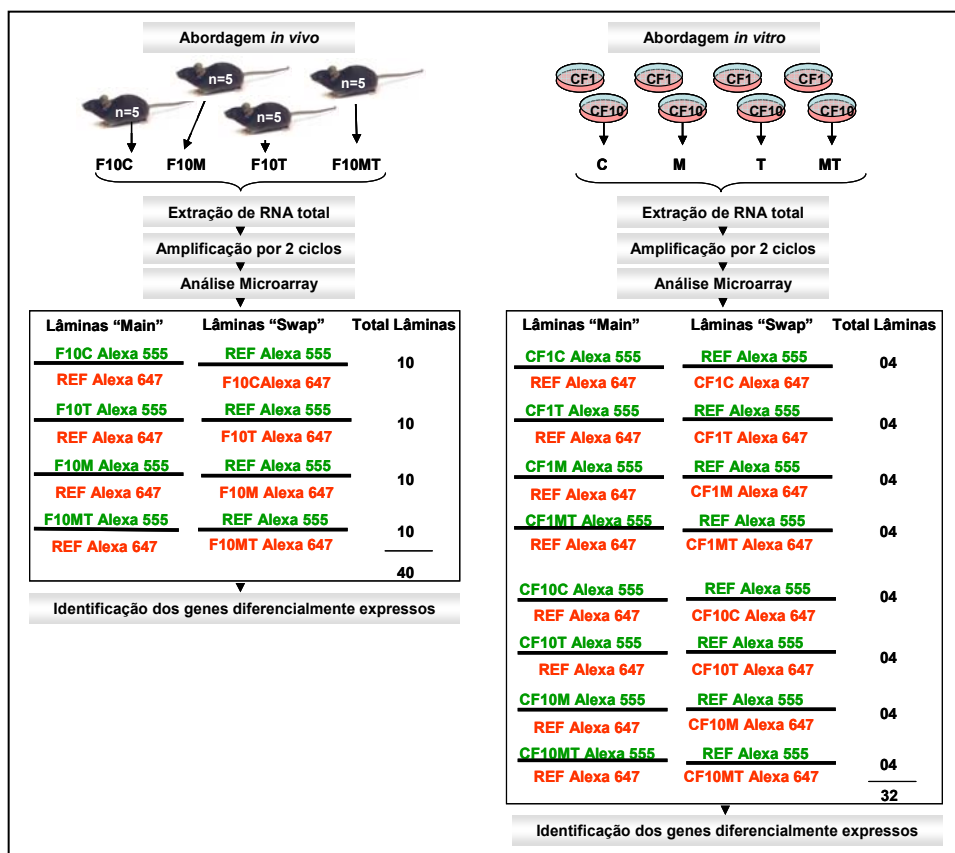 Abordagem in vivo
n=5
n=5
n=5
n=5
F10C F10M F10T F10MT
Extração de RNA total
Amplificação por 2 ciclos
Análise Microarray
Lâminas “Main” Lâminas “Swap” Total Lâminas
F10C Alexa 555 REF Alexa 555
10
REF Alexa 647 F10CAlexa 647
F10T Alexa 555 REF Alexa 555
10
REF Alexa 647 F10T Alexa 647
F10M Alexa 555 REF Alexa 555
10
REF Alexa 647 F10M Alexa 647
F10MT Alexa 555 REF Alexa 555
10
REF Alexa 647 F10MT Alexa 647
40
Identificação dos genes diferencialmente expressos
Abordagem in vitro
CF1 CF1 CF1 CF1
CF10 CF10 CF10 CF10
C M T MT
Extração de RNA total
Amplificação por 2 ciclos
Análise Microarray
Lâminas “Main” Lâminas “Swap” Total Lâminas
CF1C Alexa 555 REF Alexa 555
04
REF Alexa 647 CF1C Alexa 647
CF1T Alexa 555 REF Alexa 555
04
REF Alexa 647 CF1T Alexa 647
CF1M Alexa 555 REF Alexa 555
04
REF Alexa 647 CF1M Alexa 647
CF1MT Alexa 555 REF Alexa 555
04
REF Alexa 647 CF1MT Alexa 647
CF10C Alexa 555 REF Alexa 555
04
REF Alexa 647 CF10C Alexa 647
CF10T Alexa 555 REF Alexa 555
04
REF Alexa 647 CF10T Alexa 647
CF10M Alexa 555 REF Alexa 555
04
REF Alexa 647 CF10M Alexa 647
CF10MT Alexa 555 REF Alexa 555
04
REF Alexa 647 CF10MT Alexa 647
32
Identificação dos genes diferencialmente expressos